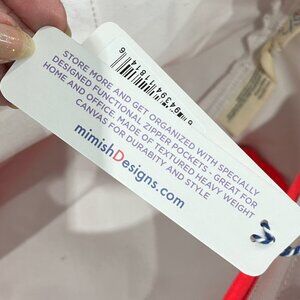 STORE MORE AND GET ORGANIZED WITH SPECIALLY
DESIGNED FUNCTIONAL ZIPPER POCKETS - GREAT FOR
HOME AND OFFICE. MADE OF TEXTURED HEAVY WEIGHT
CANVAS FOR DURABITY AND STYLE
mimishDesigns.com